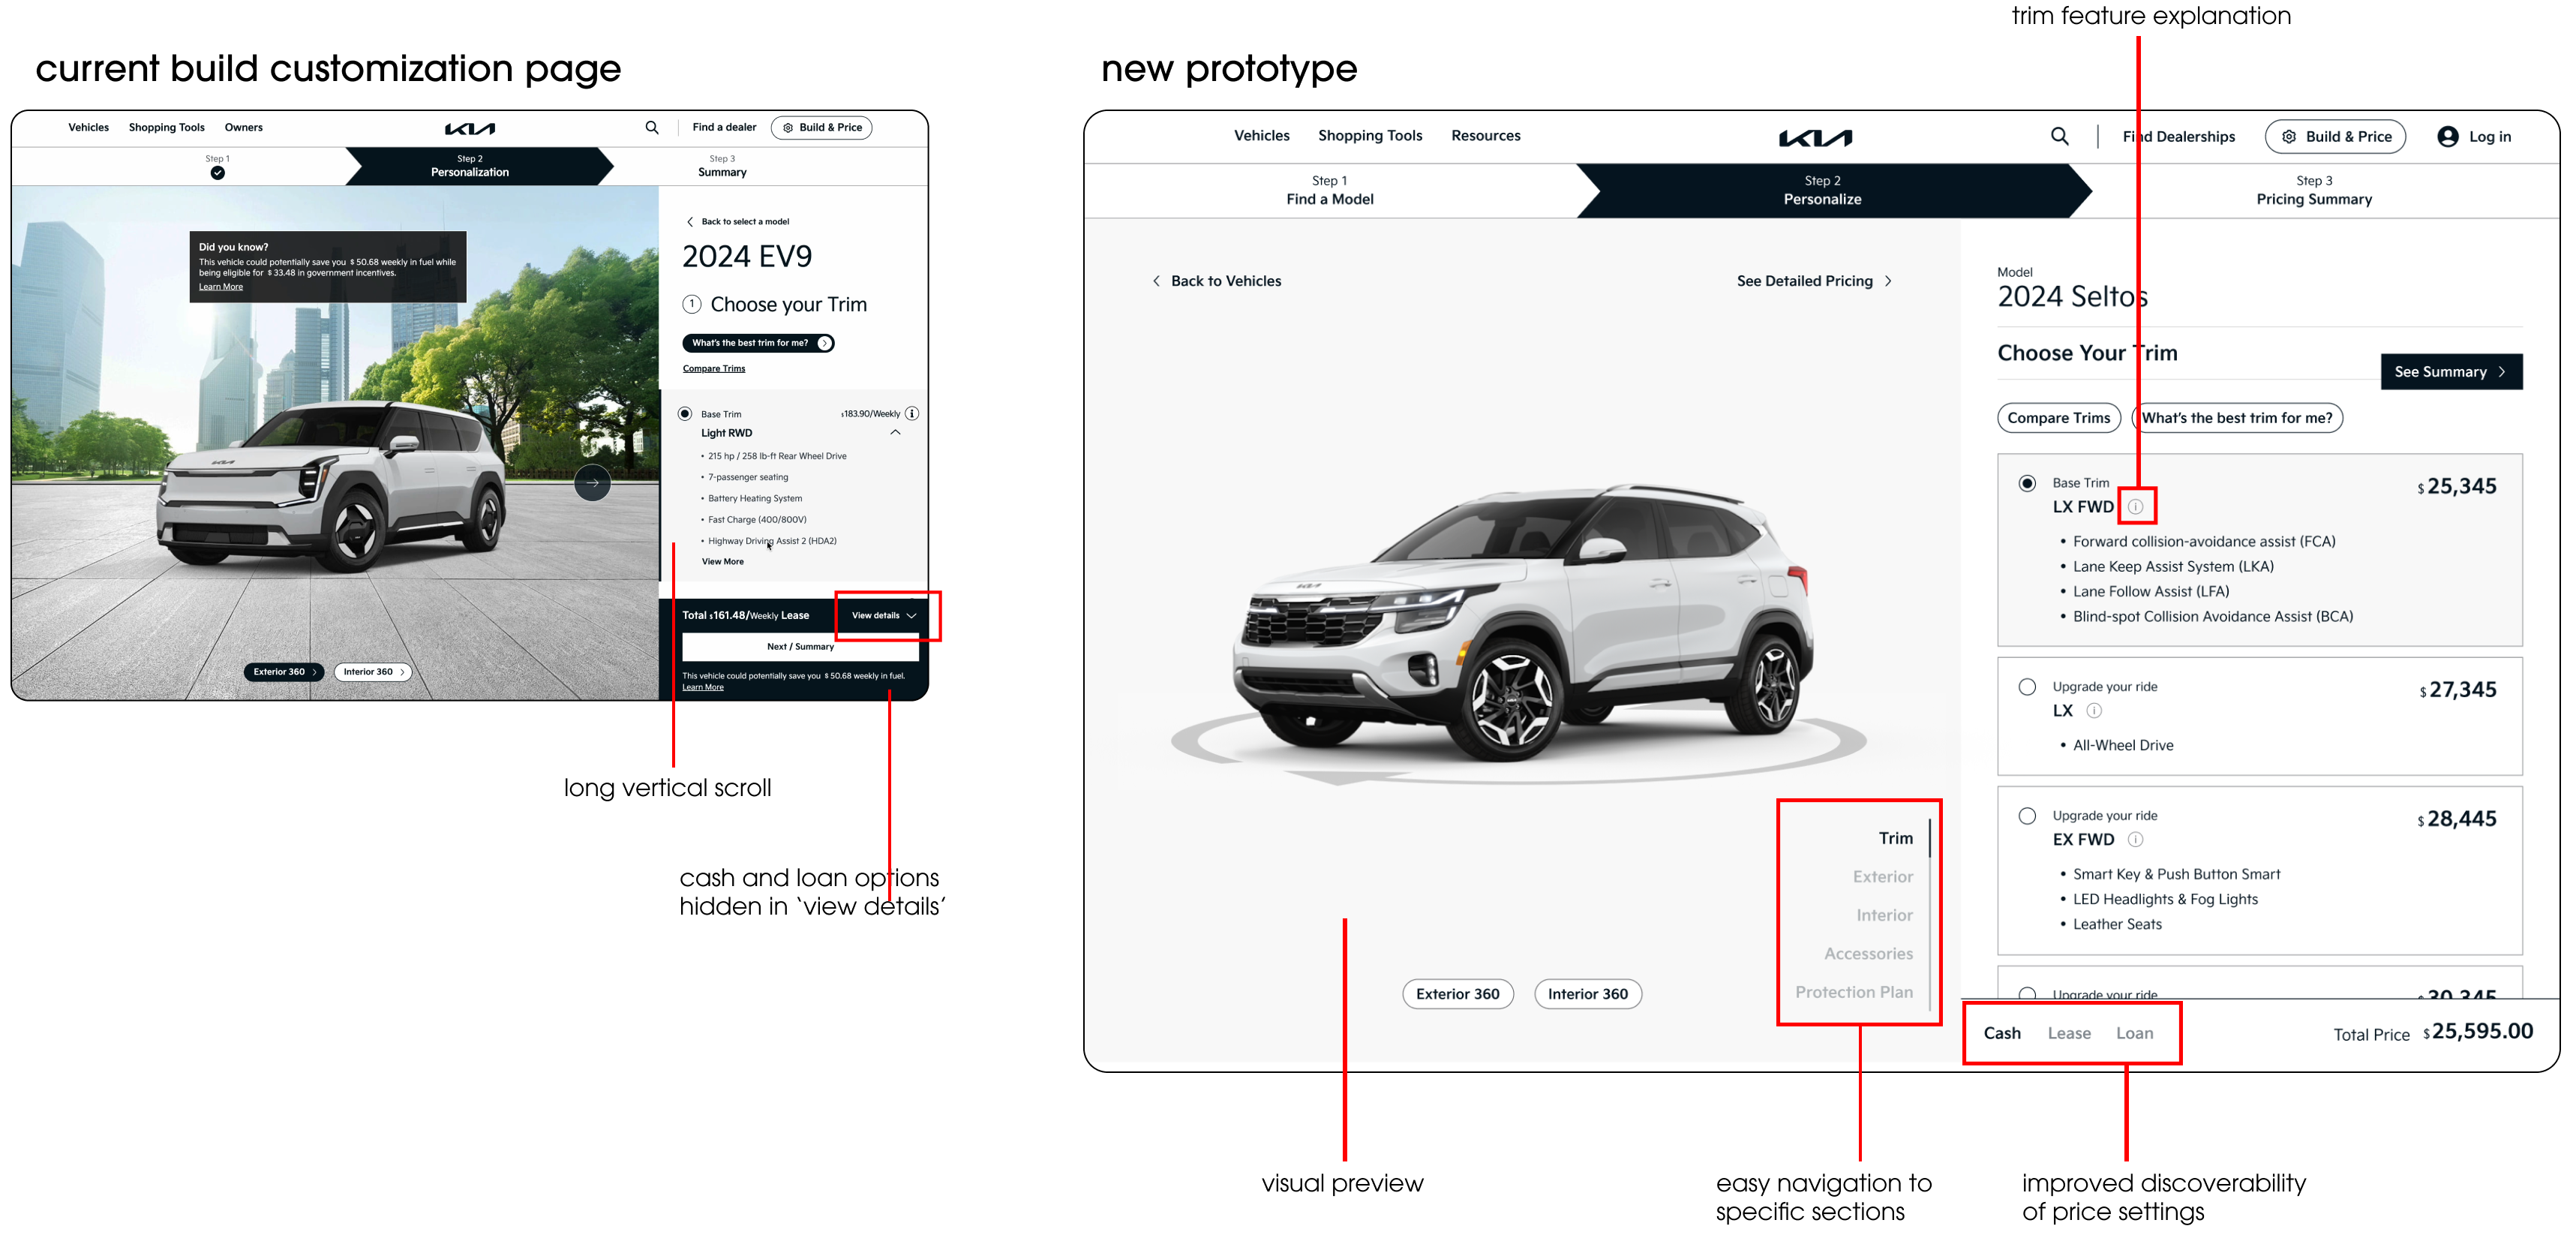 trim feature explanation
current build customization page
new prototype
Vehicles Shopping Tools Owners
KIA
Find a dealer Build & Price
Step 1
Step 2
Personalization
Step 3
Summary
Did you know?
This vehicle could potentially save you $ 50.68 weekly in fuel while
being eligible for $ 33.48 in government incentives.
Learn More
Back to select a model
2024 EV9
1 Choose your Trim
What's the best trim for me?
Compare Trims
Base Trim $183.90/Weekly
Light RWD
• 215 hp / 258 lb-ft Rear Wheel Drive
• 7-passenger seating
• Battery Heating System
• Fast Charge (400/800V)
• Highway Driving Assist 2 (HDA2)
View More
Total $161.48/Weekly Lease View details
Next / Summary
This vehicle could potentially save you $ 50.68 weekly in fuel.
Learn More
Exterior 360 Interior 360
long vertical scroll
cash and loan options
hidden in ‘view details’
Vehicles Shopping Tools Resources
KIA
Find Dealerships Build & Price Log in
Step 1
Find a Model
Step 2
Personalize
Step 3
Pricing Summary
Back to Vehicles
See Detailed Pricing
Model
2024 Seltos
Choose Your Trim
See Summary
Compare Trims What's the best trim for me?
Base Trim
LX FWD
$ 25,345
• Forward collision-avoidance assist (FCA)
• Lane Keep Assist System (LKA)
• Lane Follow Assist (LFA)
• Blind-spot Collision Avoidance Assist (BCA)
Upgrade your ride
LX
$ 27,345
• All-Wheel Drive
Upgrade your ride
EX FWD
$ 28,445
• Smart Key & Push Button Smart
• LED Headlights & Fog Lights
• Leather Seats
Upgrade your ride $ 30,345
Trim
Exterior
Interior
Accessories
Protection Plan
Exterior 360 Interior 360
Cash Lease Loan
Total Price $ 25,595.00
visual preview
easy navigation to
specific sections
improved discoverability
of price settings